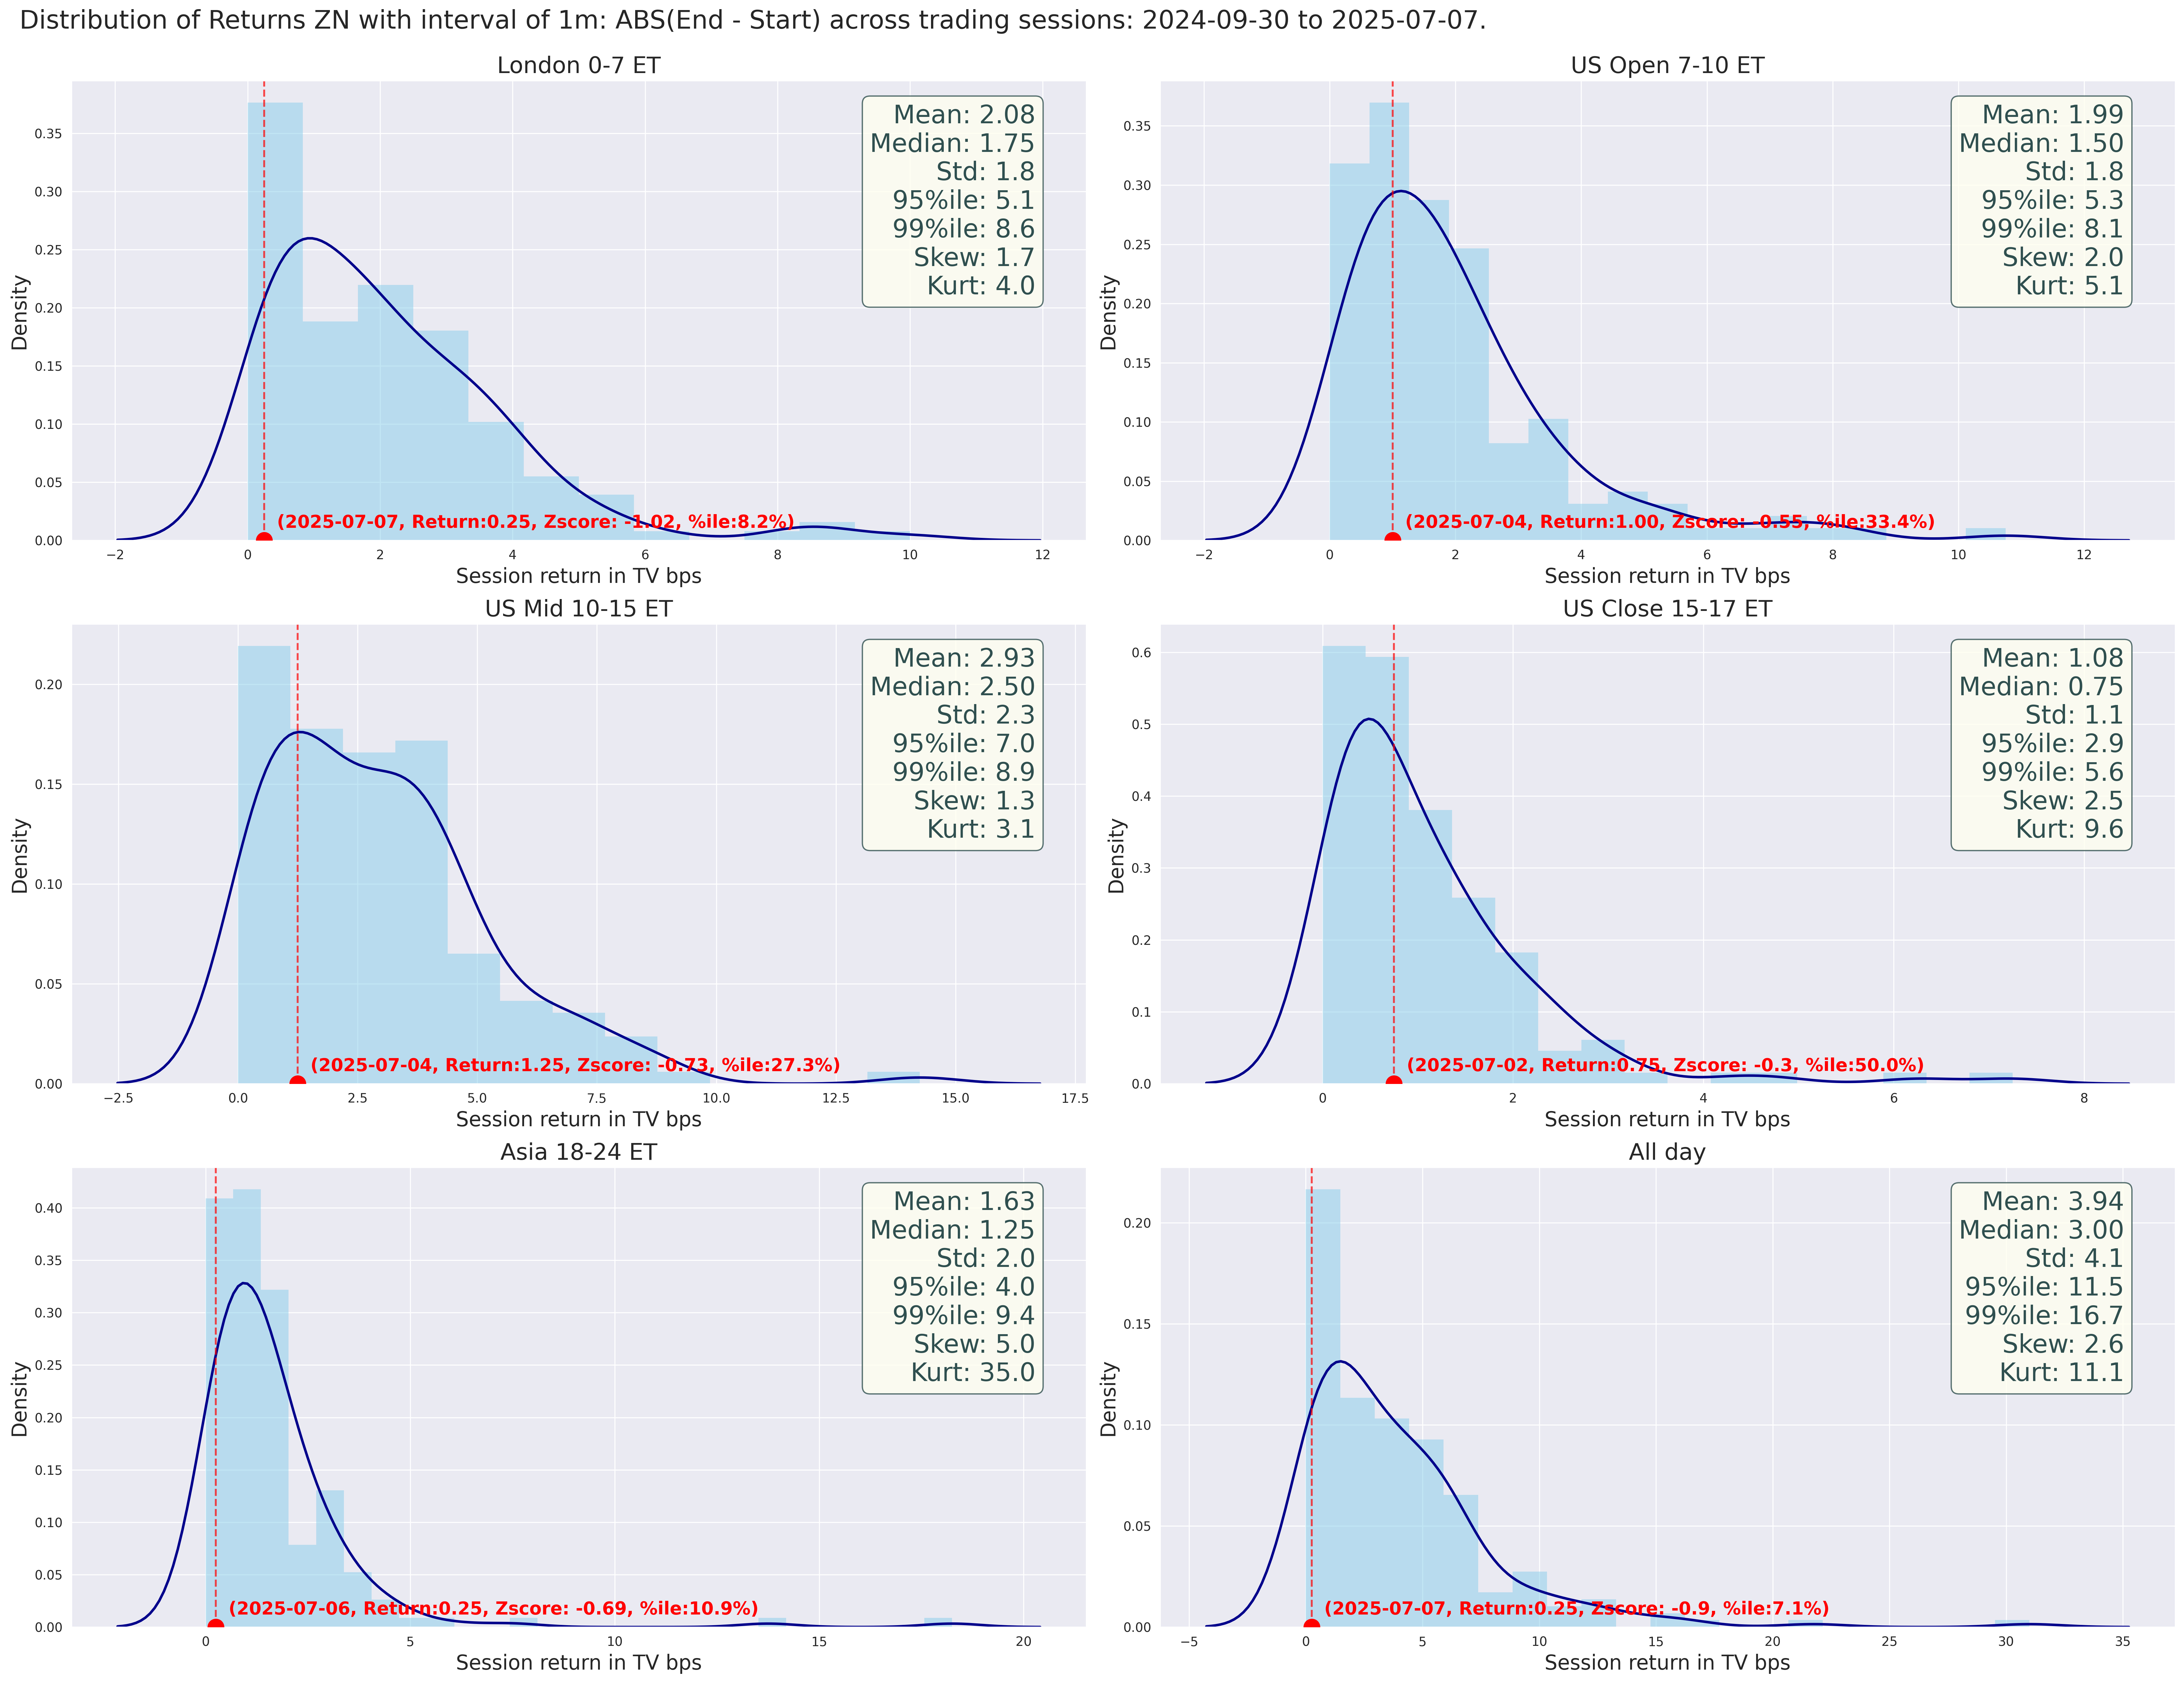 Distribution of Returns ZN with interval of 1m: ABS(End - Start) across trading sessions: 2024-09-30 to 2025-07-07.
London 0-7 ET
Mean: 2.08
Median: 1.75
Std: 1.8
95%ile: 5.1
99%ile: 8.6
Skew: 1.7
Kurt: 4.0
Density
0.35
0.30
0.25
0.20
0.15
0.10
0.05
0.00
(2025-07-07, Return:0.25, Zscore: -1.02, %ile:8.2%)
−2 0 2 4 6 8 10 12
Session return in TV bps
US Open 7-10 ET
Mean: 1.99
Median: 1.50
Std: 1.8
95%ile: 5.3
99%ile: 8.1
Skew: 2.0
Kurt: 5.1
Density
0.35
0.30
0.25
0.20
0.15
0.10
0.05
0.00
(2025-07-04, Return:1.00, Zscore: -0.55, %ile:33.4%)
−2 0 2 4 6 8 10 12
Session return in TV bps
US Mid 10-15 ET
Mean: 2.93
Median: 2.50
Std: 2.3
95%ile: 7.0
99%ile: 8.9
Skew: 1.3
Kurt: 3.1
Density
0.20
0.15
0.10
0.05
0.00
(2025-07-04, Return:1.25, Zscore: -0.73, %ile:27.3%)
−2.5 0.0 2.5 5.0 7.5 10.0 12.5 15.0 17.5
Session return in TV bps
US Close 15-17 ET
Mean: 1.08
Median: 0.75
Std: 1.1
95%ile: 2.9
99%ile: 5.6
Skew: 2.5
Kurt: 9.6
Density
0.6
0.5
0.4
0.3
0.2
0.1
0.0
(2025-07-02, Return:0.75, Zscore: -0.3, %ile:50.0%)
0 2 4 6 8
Session return in TV bps
Asia 18-24 ET
Mean: 1.63
Median: 1.25
Std: 2.0
95%ile: 4.0
99%ile: 9.4
Skew: 5.0
Kurt: 35.0
Density
0.40
0.35
0.30
0.25
0.20
0.15
0.10
0.05
0.00
(2025-07-06, Return:0.25, Zscore: -0.69, %ile:10.9%)
0 5 10 15 20
Session return in TV bps
All day
Mean: 3.94
Median: 3.00
Std: 4.1
95%ile: 11.5
99%ile: 16.7
Skew: 2.6
Kurt: 11.1
Density
0.20
0.15
0.10
0.05
0.00
(2025-07-07, Return:0.25, Zscore: -0.9, %ile:7.1%)
−5 0 5 10 15 20 25 30 35
Session return in TV bps